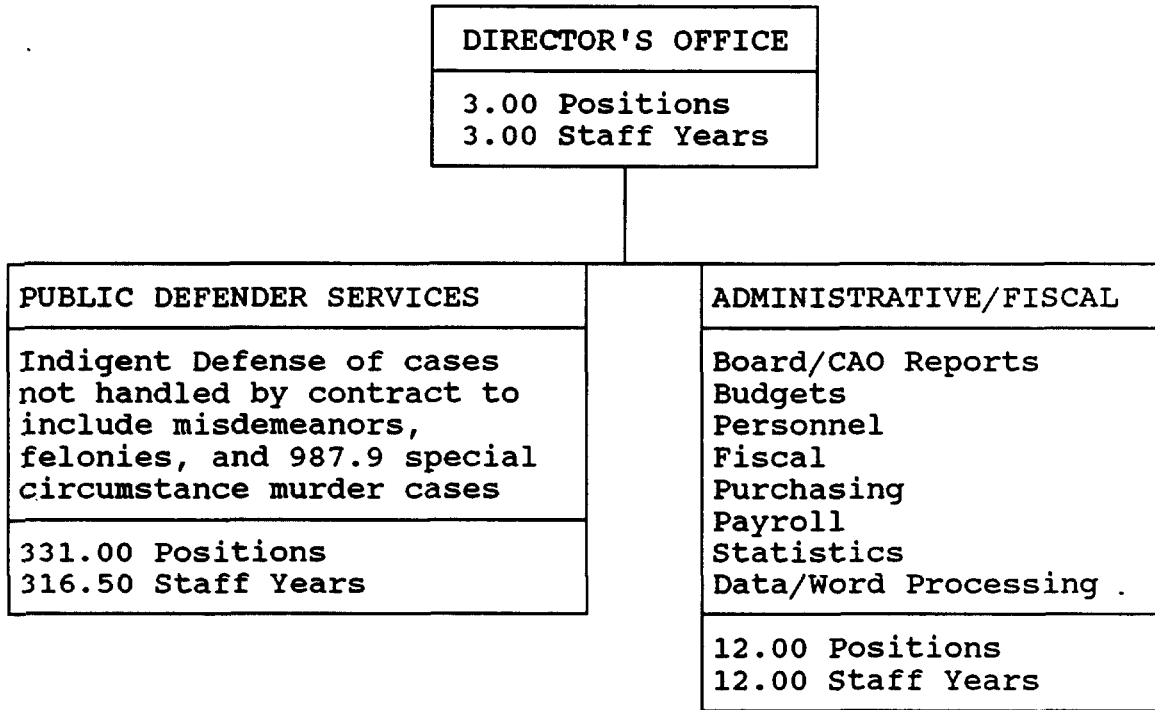 DIRECTOR'S OFFICE
3.00 Positions
3.00 Staff Years
PUBLIC DEFENDER SERVICES
Indigent Defense of cases
not handled by contract to
include misdemeanors,
felonies, and 987.9 special
circumstance murder cases
331.00 Positions
316.50 Staff Years
ADMINISTRATIVE/FISCAL
Board/CAO Reports
Budgets
Personnel
Fiscal
Purchasing
Payroll
Statistics
Data/Word Processing
12.00 Positions
12.00 Staff Years